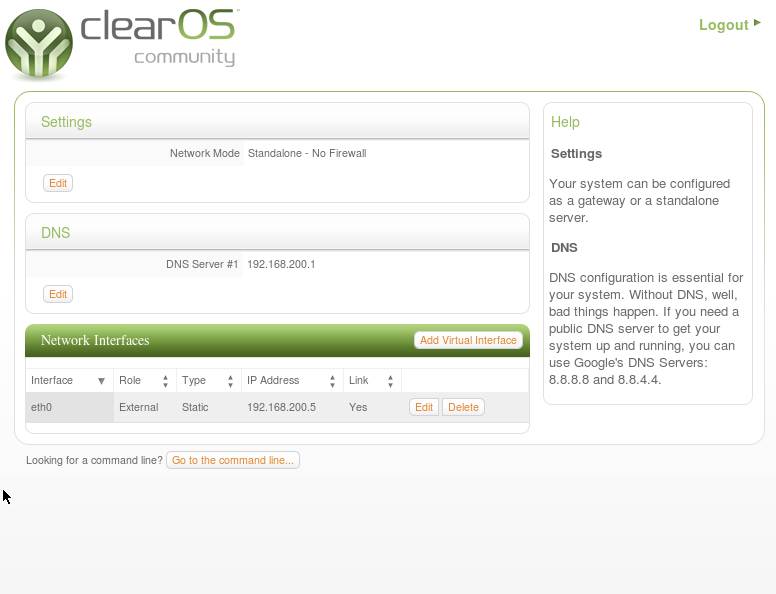 clearOS
community
Logout
Settings
Network Mode Standalone - No Firewall
Edit
DNS
DNS Server #1 192.168.200.1
Edit
Network Interfaces Add Virtual Interface
Interface Role Type IP Address Link
eth0 External Static 192.168.200.5 Yes Edit Delete
Looking for a command line? Go to the command line...
Help
Settings
Your system can be configured
as a gateway or a standalone
server.
DNS
DNS configuration is essential for
your system. Without DNS, well,
bad things happen. If you need a
public DNS server to get your
system up and running, you can
use Google's DNS Servers:
8.8.8.8 and 8.8.4.4.